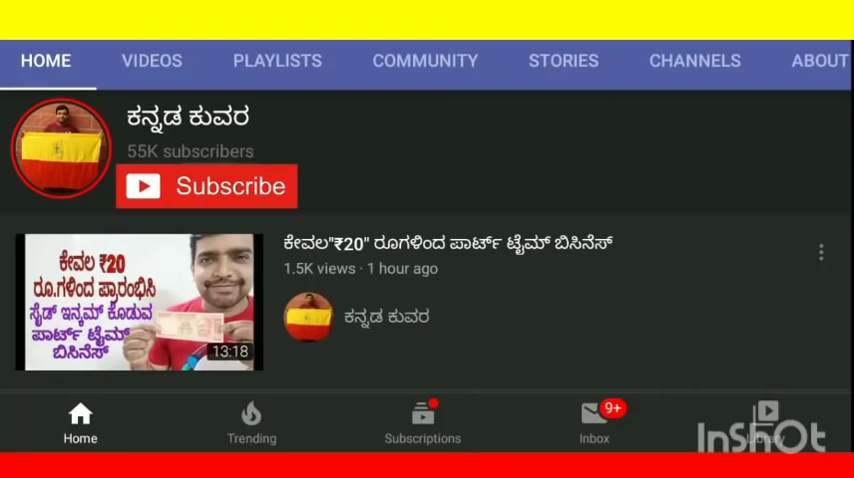 HOME VIDEOS PLAYLISTS COMMUNITY STORIES CHANNELS ABOUT
ಕನ್ನಡ ಕುವರ
55K subscribers
Subscribe
ಕೇವಲ"₹20" ರೂಗಳಿಂದ ಪಾರ್ಟ್ ಟೈಮ್ ಬಿಸಿನೆಸ್
1.5K views · 1 hour ago
ಕನ್ನಡ ಕುವರ
ಕೇವಲ ₹20
ರೂ.ಗಳಿಂದ ಪ್ರಾರಂಭಿಸಿ
ಸೈಡ್ ಇನ್ಕಮ್ ಕೊಡುವ
ಪಾರ್ಟ್ ಟೈಮ್
ಬಿಸಿನೆಸ್
13:18
9+
Home Trending Subscriptions Inbox Library
InShOt